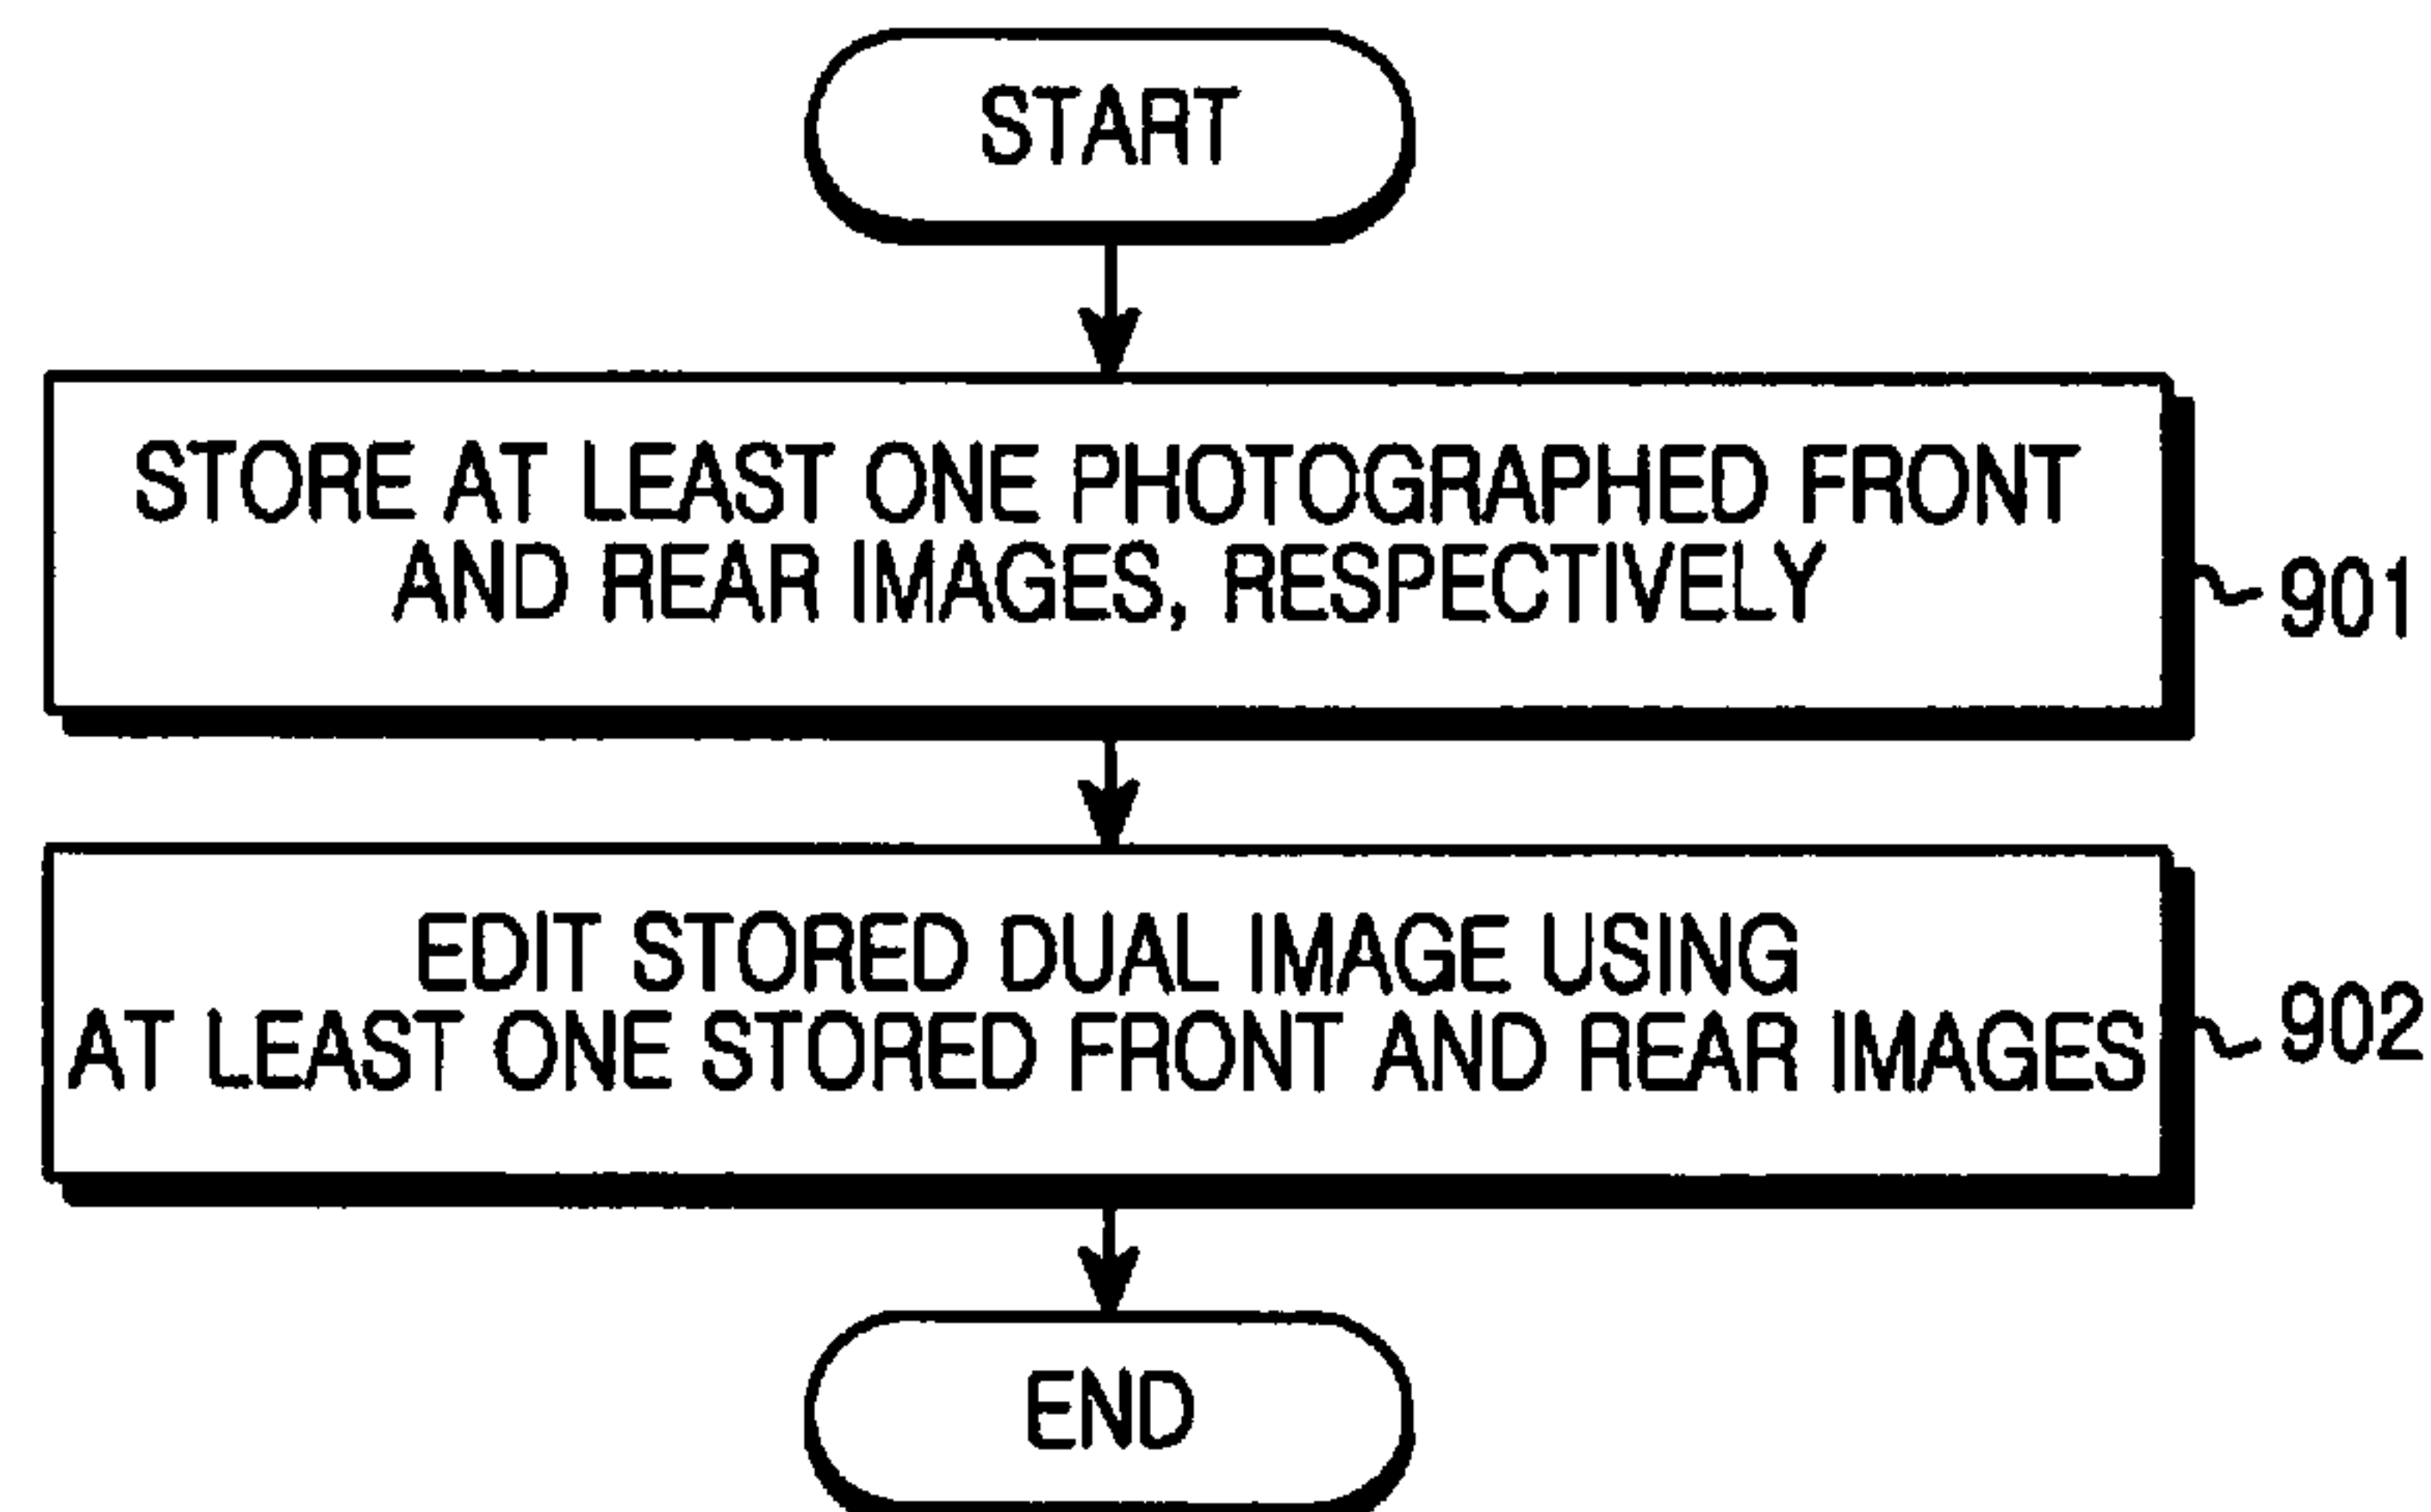 START
STORE AT LEAST ONE PHOTOGRAPHED FRONT
AND REAR IMAGES, RESPECTIVELY
901
EDIT STORED DUAL IMAGE USING
AT LEAST ONE STORED FRONT AND REAR IMAGES
902
END